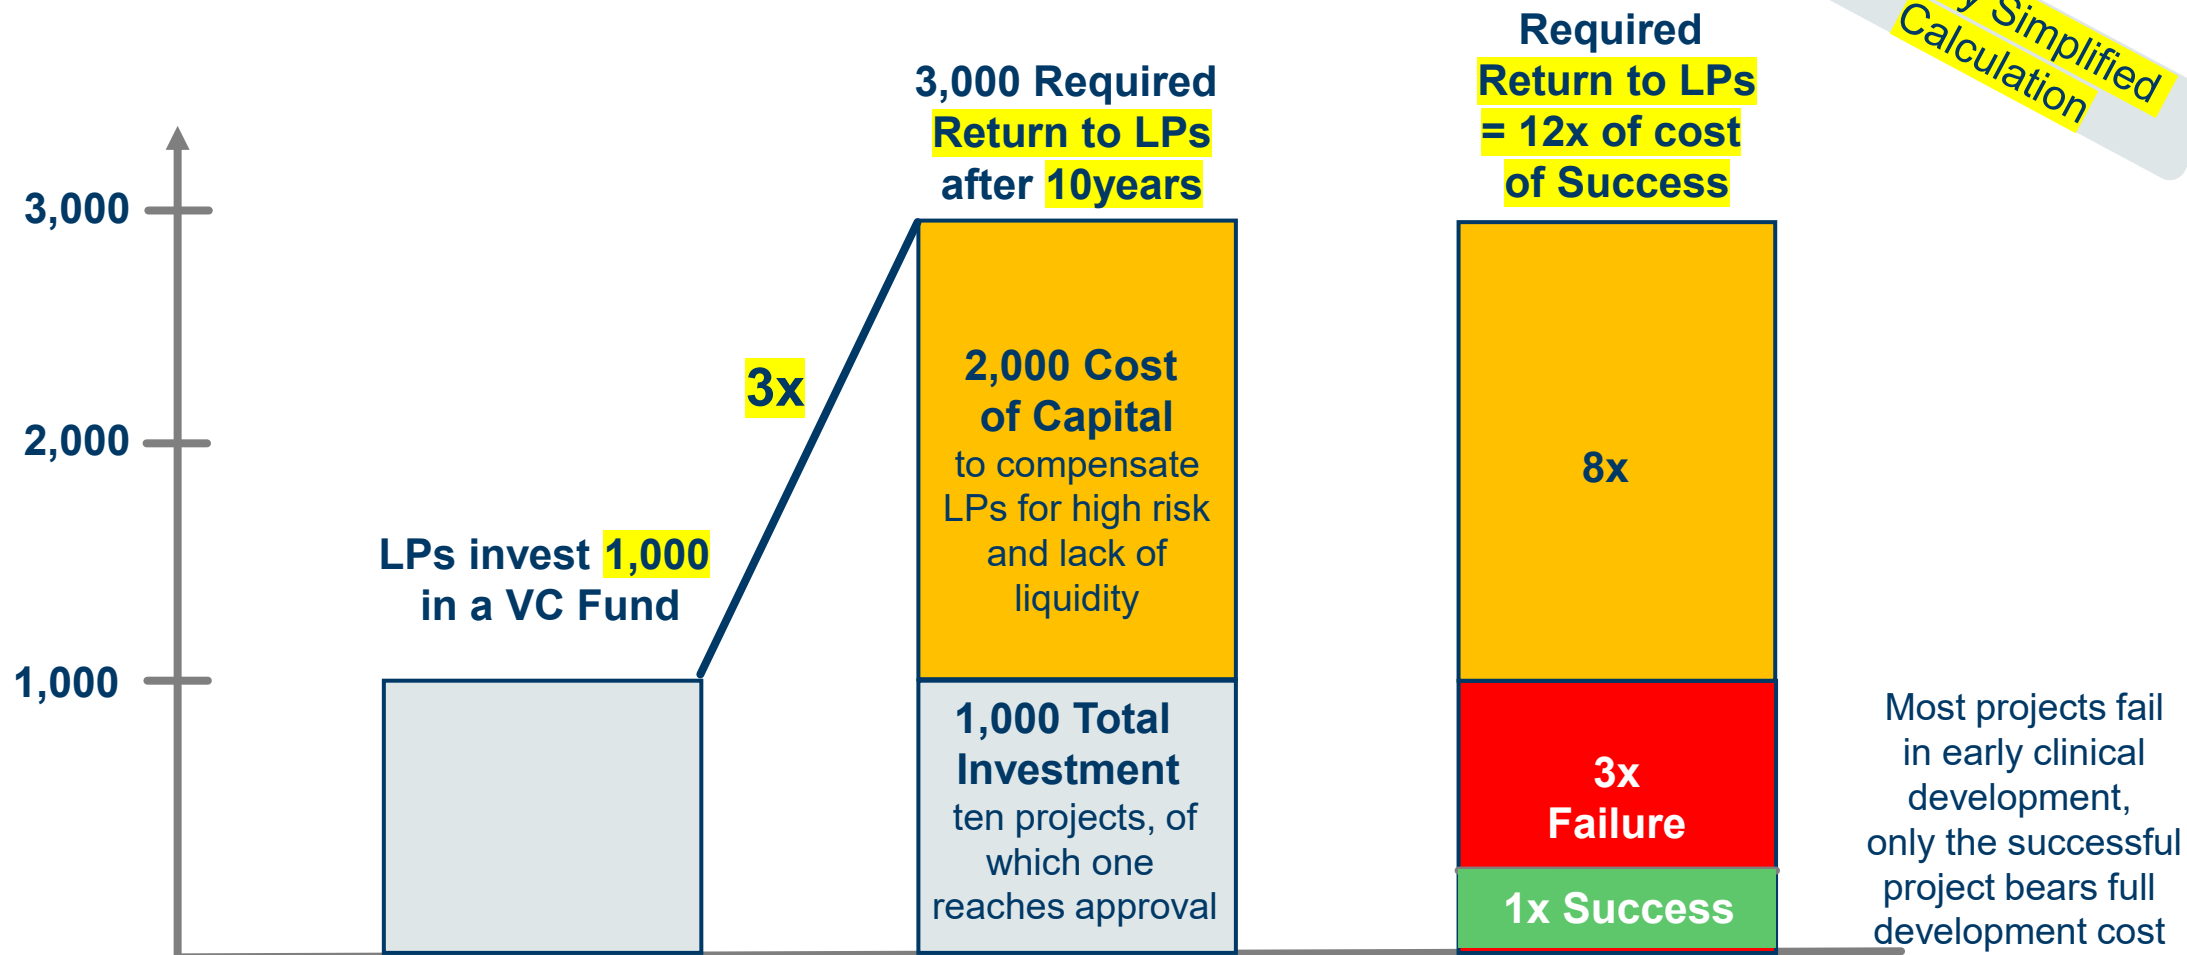 Simplified
Calculation
3,000 Required
Return to LPs
after 10years
Required
Return to LPs
= 12x of cost
of Success
3,000
2,000
1,000
LPs invest 1,000
in a VC Fund
3x
2,000 Cost
of Capital
to compensate
LPs for high risk
and lack of
liquidity
1,000 Total
Investment
ten projects, of
which one
reaches approval
8x
3x
Failure
1x Success
Most projects fail
in early clinical
development,
only the successful
project bears full
development cost